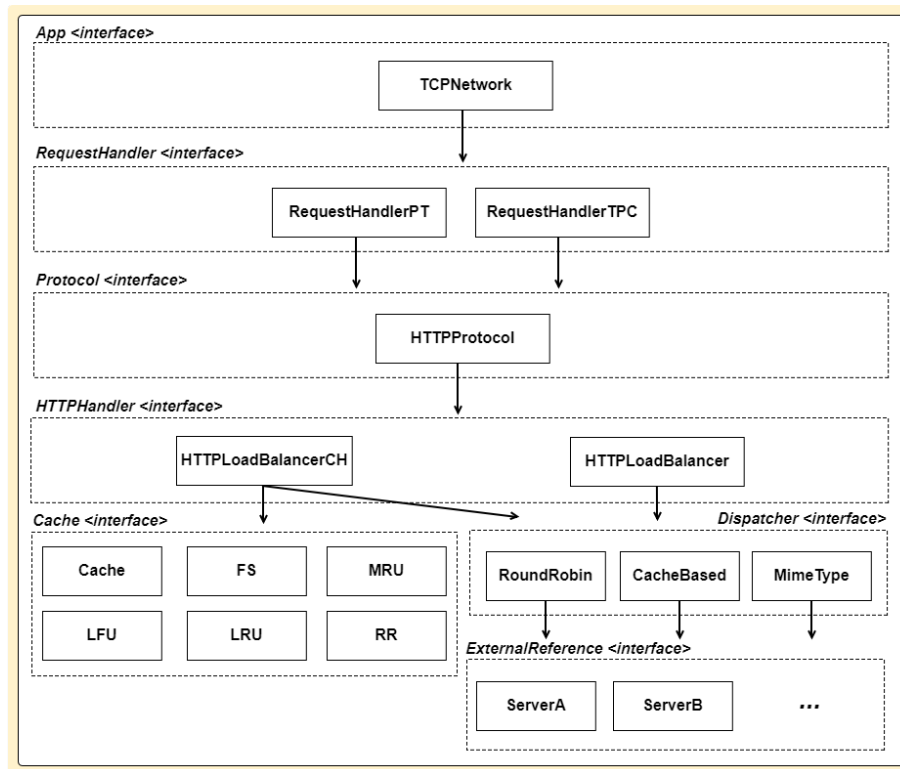 App <interface>
TCPNetwork
RequestHandler <interface>
RequestHandlerPT RequestHandlerTPC
Protocol <interface>
HTTPProtocol
HTTPHandler <interface>
HTTPLoadBalancerCH HTTPLoadBalancer
Cache <interface> Dispatcher <interface>
Cache FS MRU RoundRobin CacheBased MimeType
LFU LRU RR
ExternalReference <interface>
ServerA ServerB ...